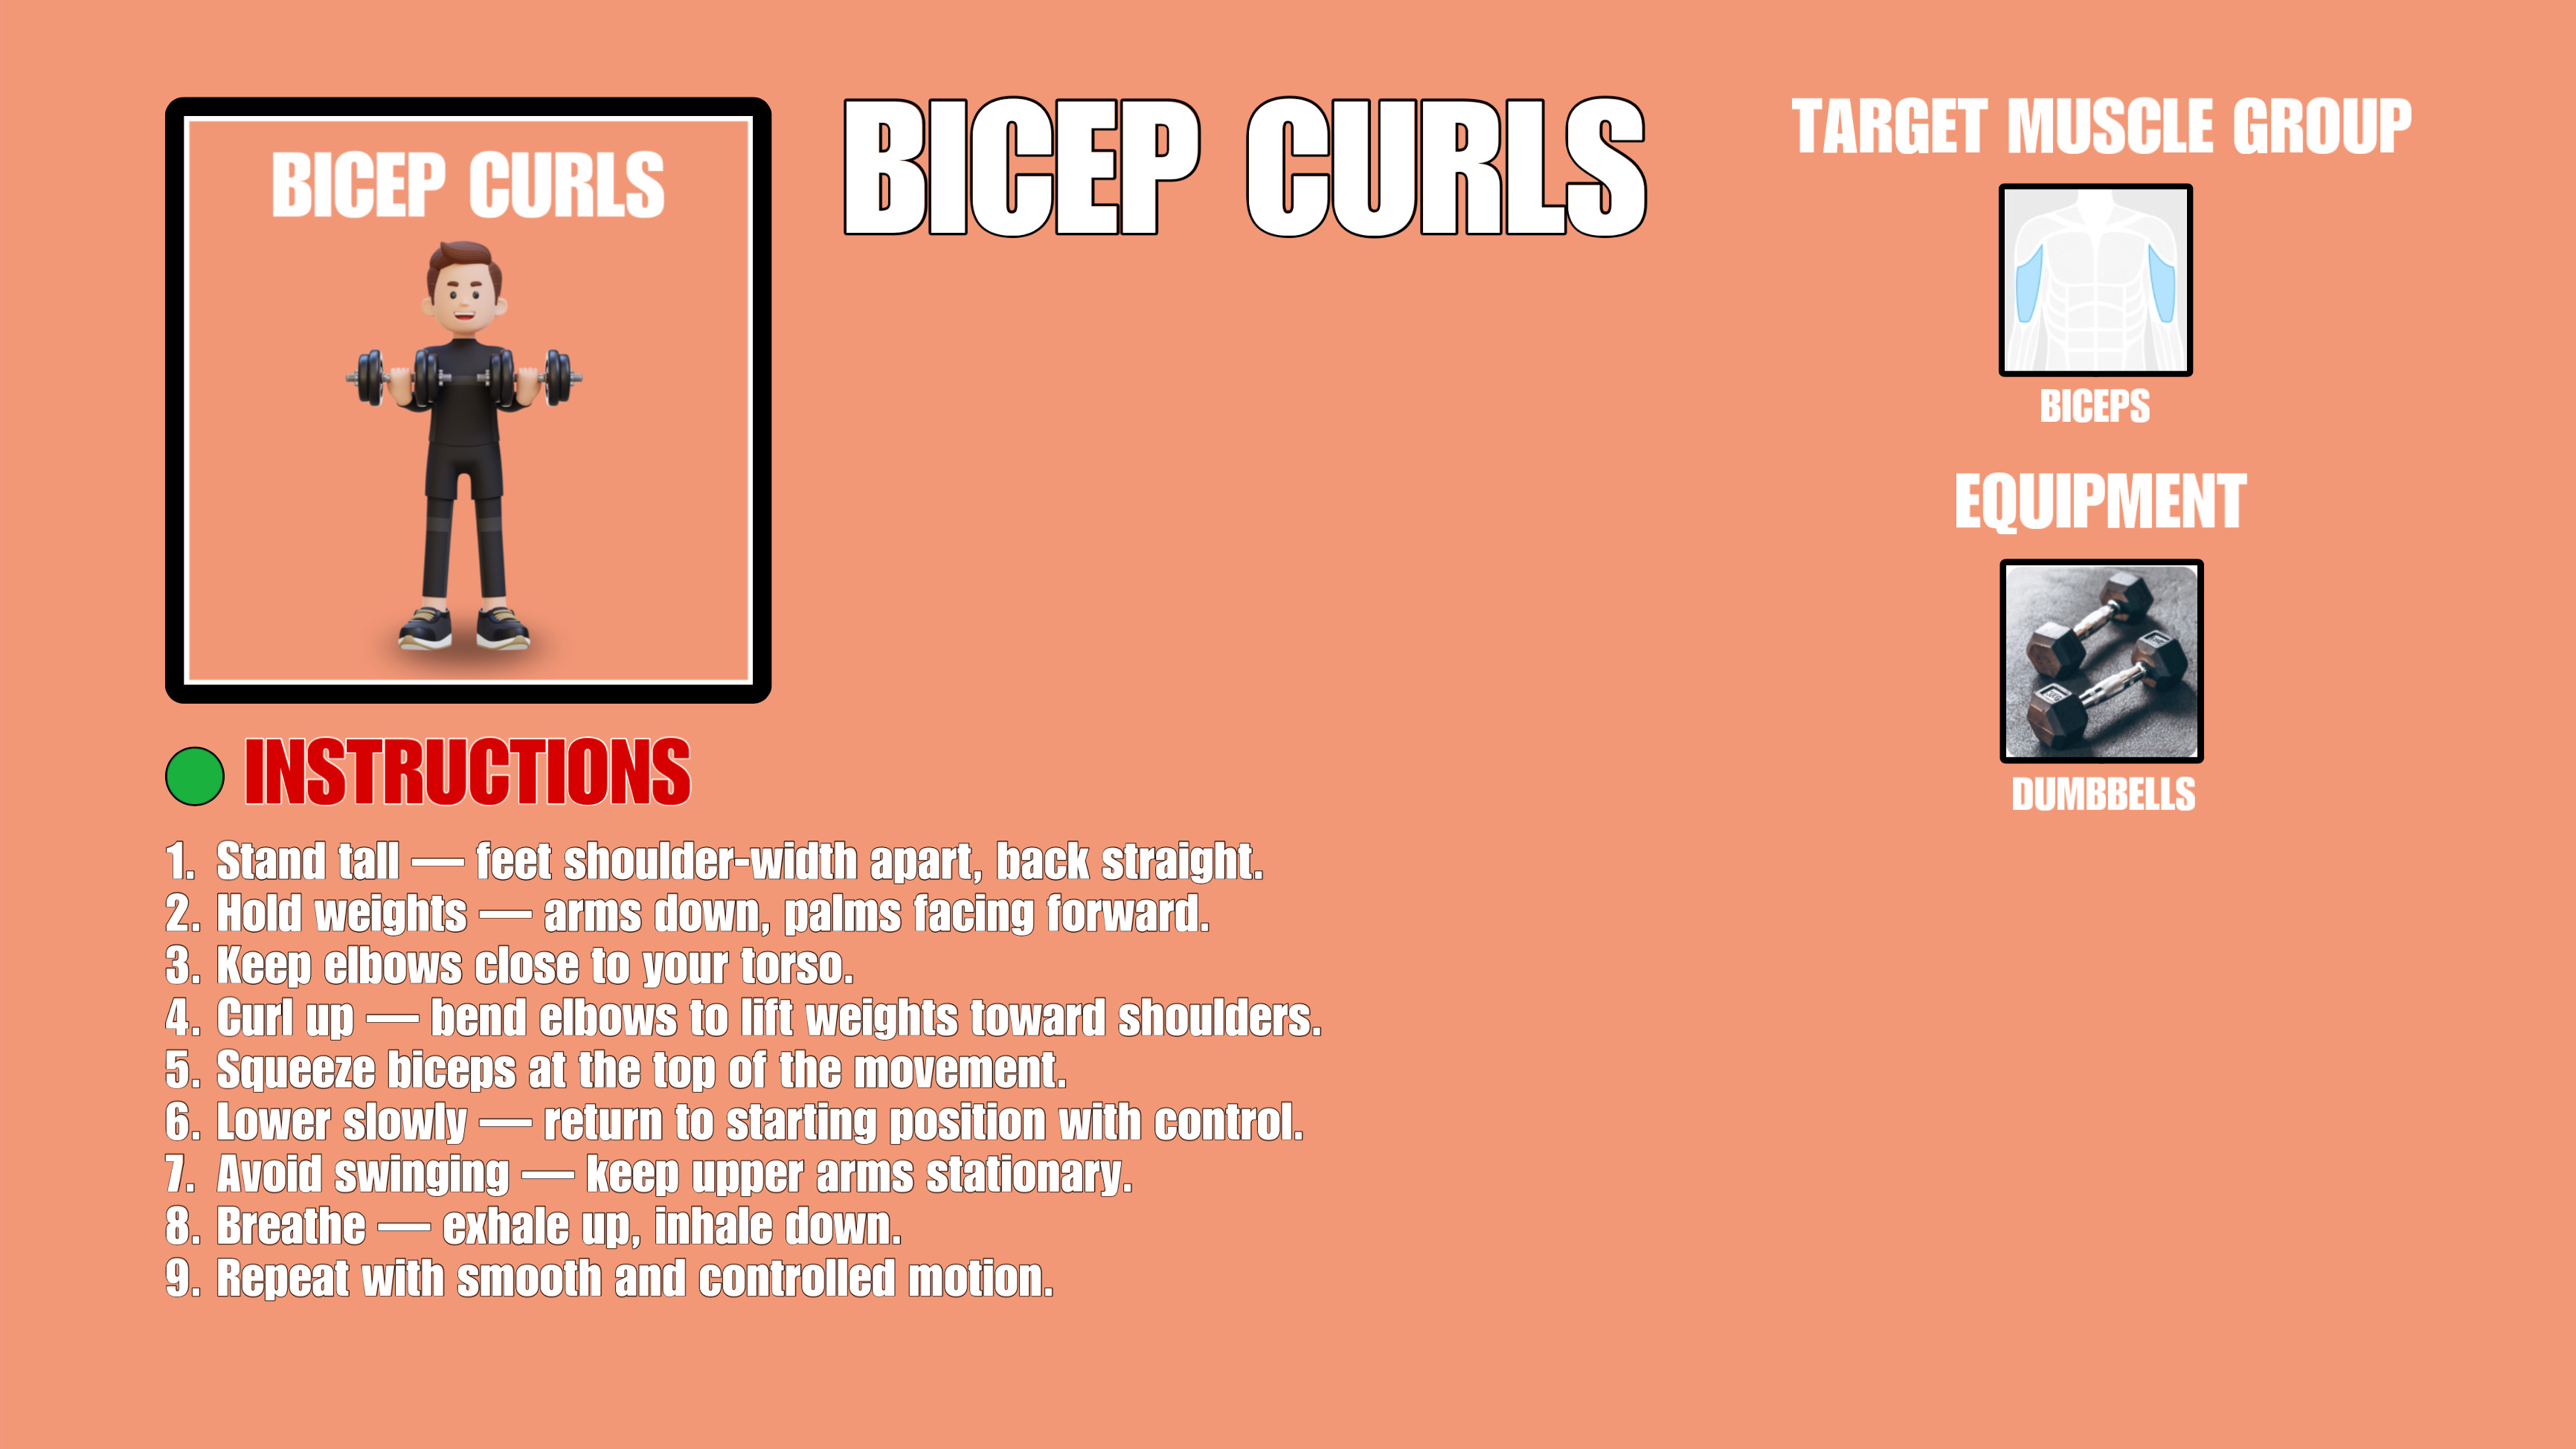 BICEP CURLS
BICEP CURLS
INSTRUCTIONS
1. Stand tall — feet shoulder-width apart, back straight.
2. Hold weights — arms down, palms facing forward.
3. Keep elbows close to your torso.
4. Curl up — bend elbows to lift weights toward shoulders.
5. Squeeze biceps at the top of the movement.
6. Lower slowly — return to starting position with control.
7. Avoid swinging — keep upper arms stationary.
8. Breathe — exhale up, inhale down.
9. Repeat with smooth and controlled motion.
TARGET MUSCLE GROUP
BICEPS
EQUIPMENT
DUMBBELLS